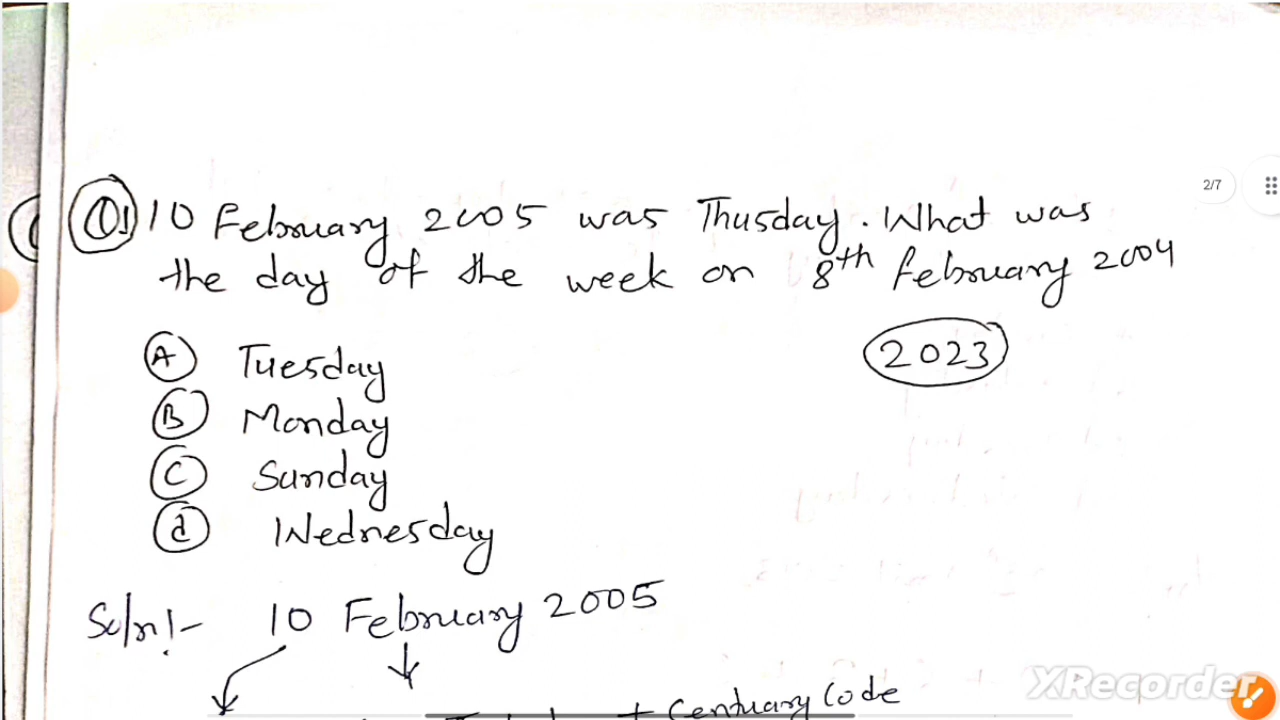 2/7
Q1 10 February 2005 was Thusday. What was
the day of the week on 8th february 2004
2023
A Tuesday
B Monday
C Sunday
d Wednesday
Soln!- 10 February 2005
+ Centuary Code
XRecorder